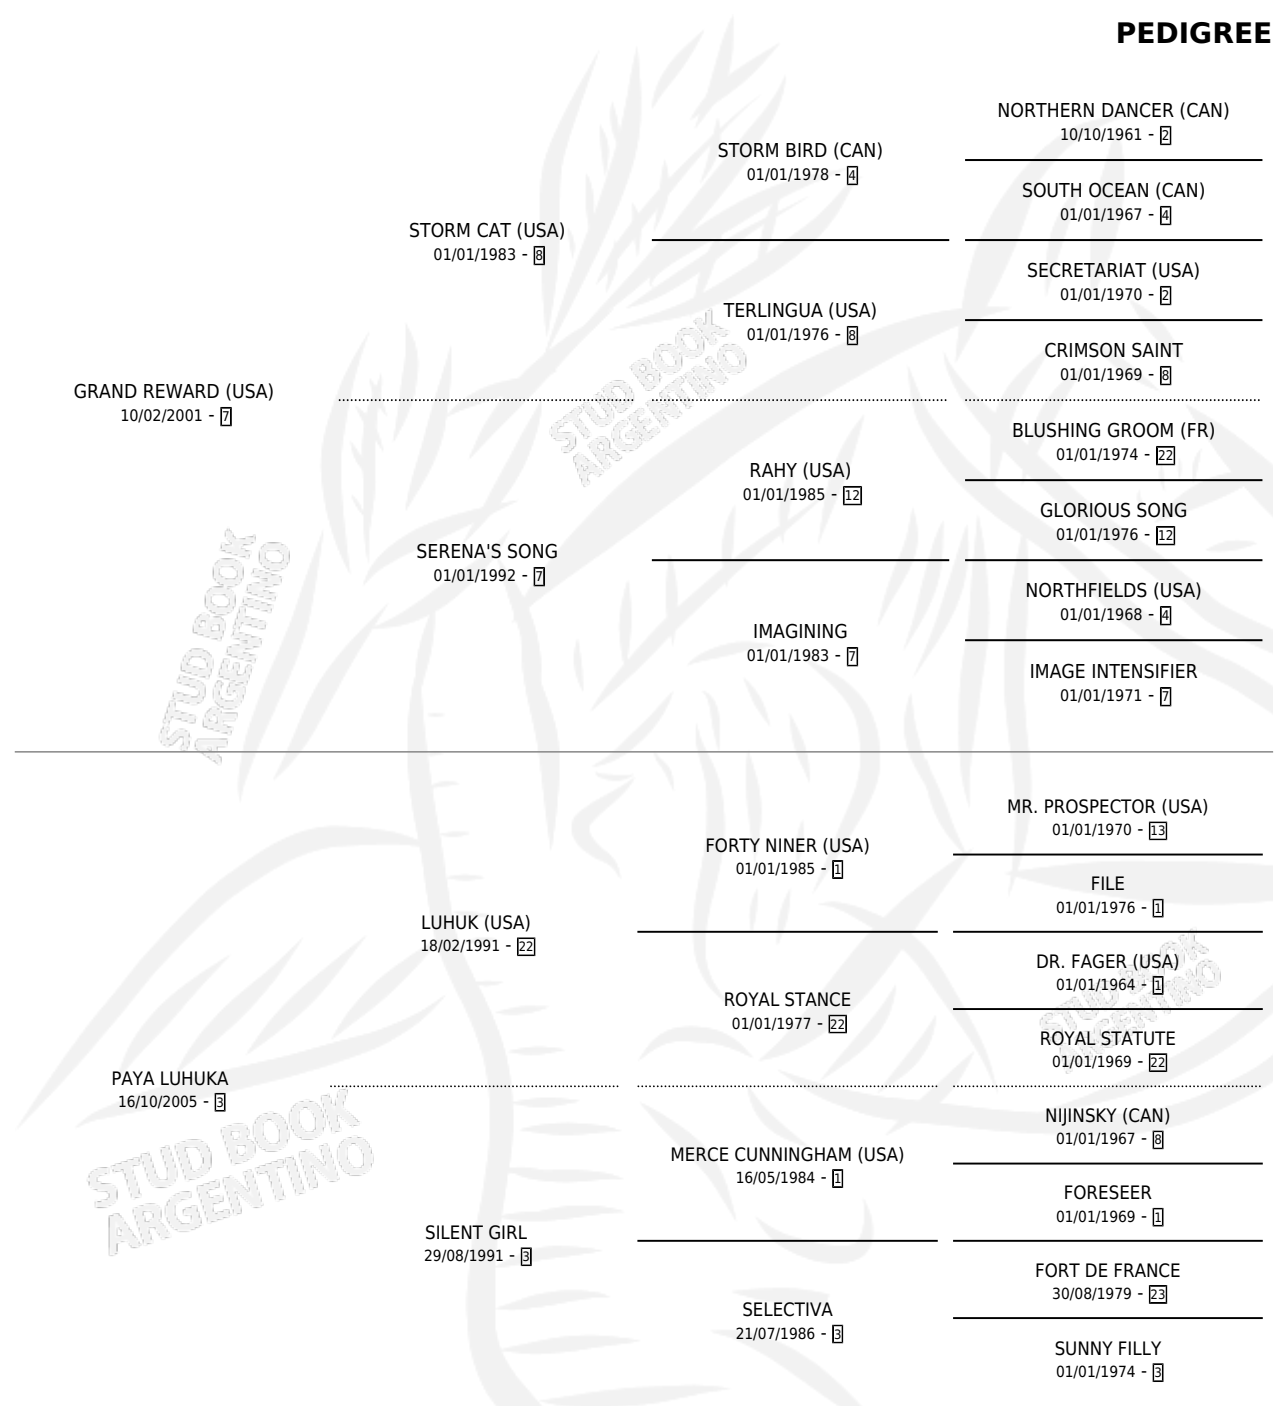 PEDIGREE
NORTHERN DANCER (CAN)
10/10/1961 - 2
STORM BIRD (CAN)
01/01/1978 - 4
SOUTH OCEAN (CAN)
01/01/1967 - 4
STORM CAT (USA)
01/01/1983 - 8
SECRETARIAT (USA)
01/01/1970 - 2
TERLINGUA (USA)
01/01/1976 - 8
CRIMSON SAINT
01/01/1969 - 8
GRAND REWARD (USA)
10/02/2001 - 7
BLUSHING GROOM (FR)
01/01/1974 - 22
RAHY (USA)
01/01/1985 - 12
GLORIOUS SONG
01/01/1976 - 12
SERENA'S SONG
01/01/1992 - 7
NORTHFIELDS (USA)
01/01/1968 - 4
IMAGINING
01/01/1983 - 7
IMAGE INTENSIFIER
01/01/1971 - 7
MR. PROSPECTOR (USA)
01/01/1970 - 13
FORTY NINER (USA)
01/01/1985 - 1
FILE
01/01/1976 - 1
LUHUK (USA)
18/02/1991 - 22
DR. FAGER (USA)
01/01/1964 - 1
ROYAL STANCE
01/01/1977 - 22
ROYAL STATUTE
01/01/1969 - 22
PAYA LUHUKA
16/10/2005 - 3
NIJINSKY (CAN)
01/01/1967 - 8
MERCE CUNNINGHAM (USA)
16/05/1984 - 1
FORESEER
01/01/1969 - 1
SILENT GIRL
29/08/1991 - 3
FORT DE FRANCE
30/08/1979 - 23
SELECTIVA
21/07/1986 - 3
SUNNY FILLY
01/01/1974 - 3
STUD BOOK
ARGENTINO
STUD BOOK
ARGENTINO
STUD BOOK
ARGENTINO
STUD BOOK
ARGENTINO